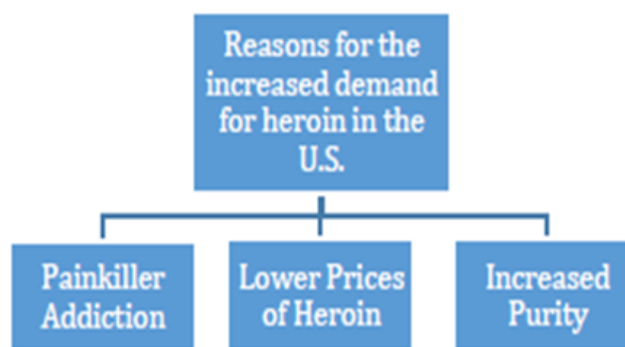 Reasons for the
increased demand
for heroin in the
U.S.
Painkiller
Addiction
Lower Prices
of Heroin
Increased
Purity